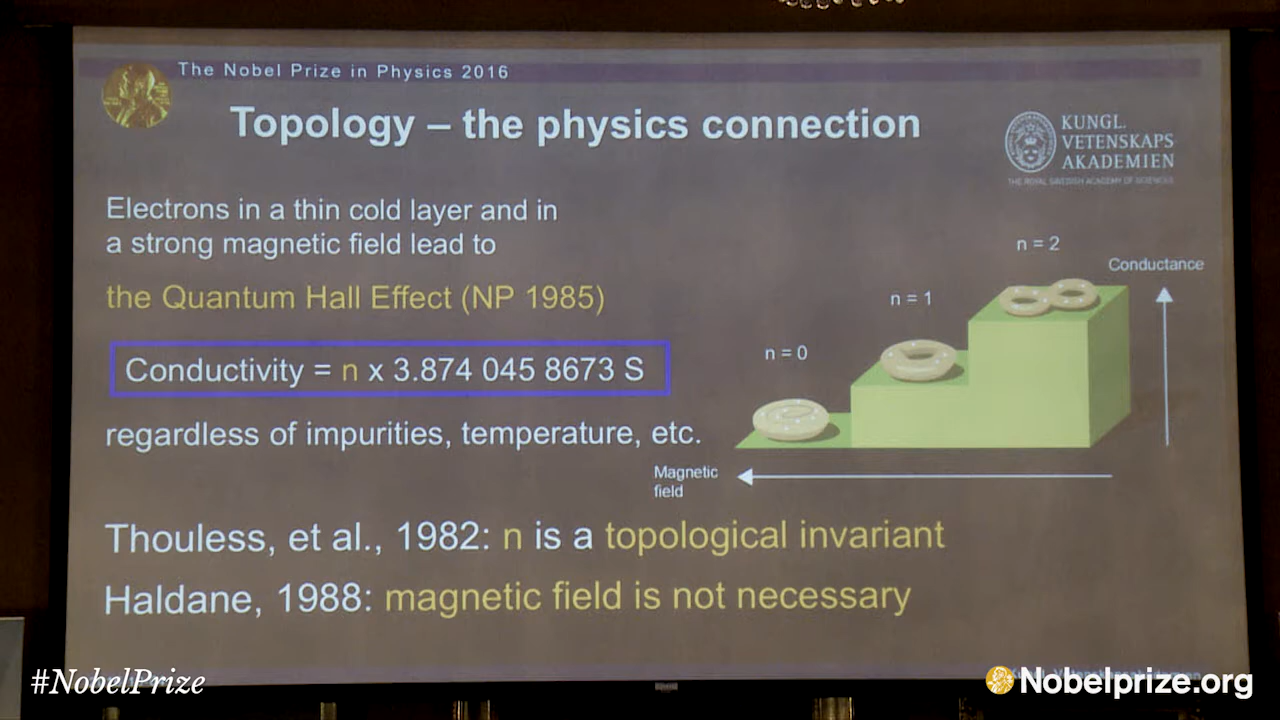 The Nobel Prize in Physics 2016
Topology – the physics connection
KUNGL.
VETENSKAPS
AKADEMIEN
THE ROYAL SWEDISH ACADEMY OF SCIENCES
Electrons in a thin cold layer and in
a strong magnetic field lead to
the Quantum Hall Effect (NP 1985)
Conductivity = n x 3.874 045 8673 S
regardless of impurities, temperature, etc.
n = 2
Conductance
n = 1
n = 0
Magnetic
field
Thouless, et al., 1982: n is a topological invariant
Haldane, 1988: magnetic field is not necessary
#NobelPrize
Nobelprize.org